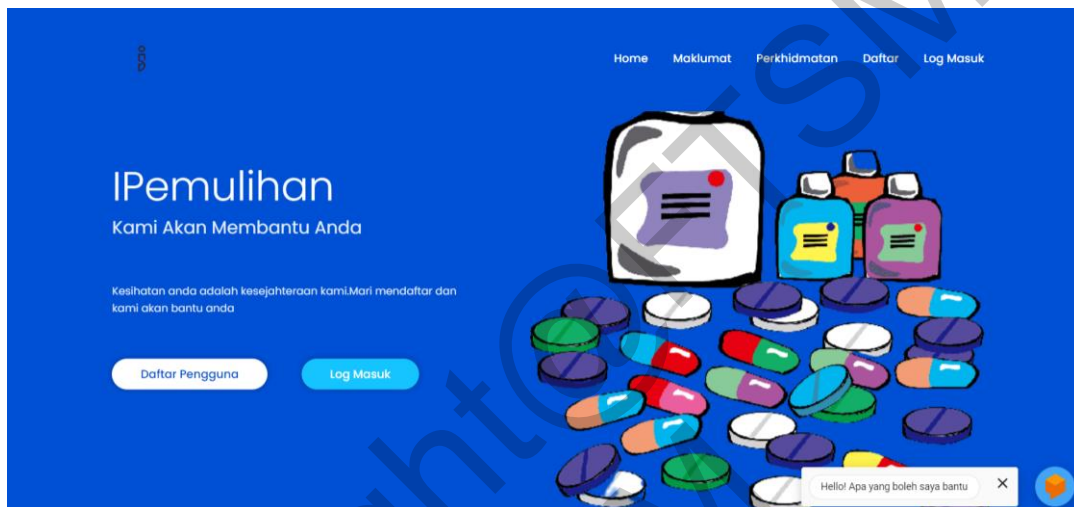 Home Maklumat Perkhidmatan Daftar Log Masuk
IPemulihan
Kami Akan Membantu Anda
Kesihatan anda adalah kesejahteraan kami.Mari mendaftar dan
kami akan bantu anda
Daftar Pengguna Log Masuk
Hello! Apa yang boleh saya bantu